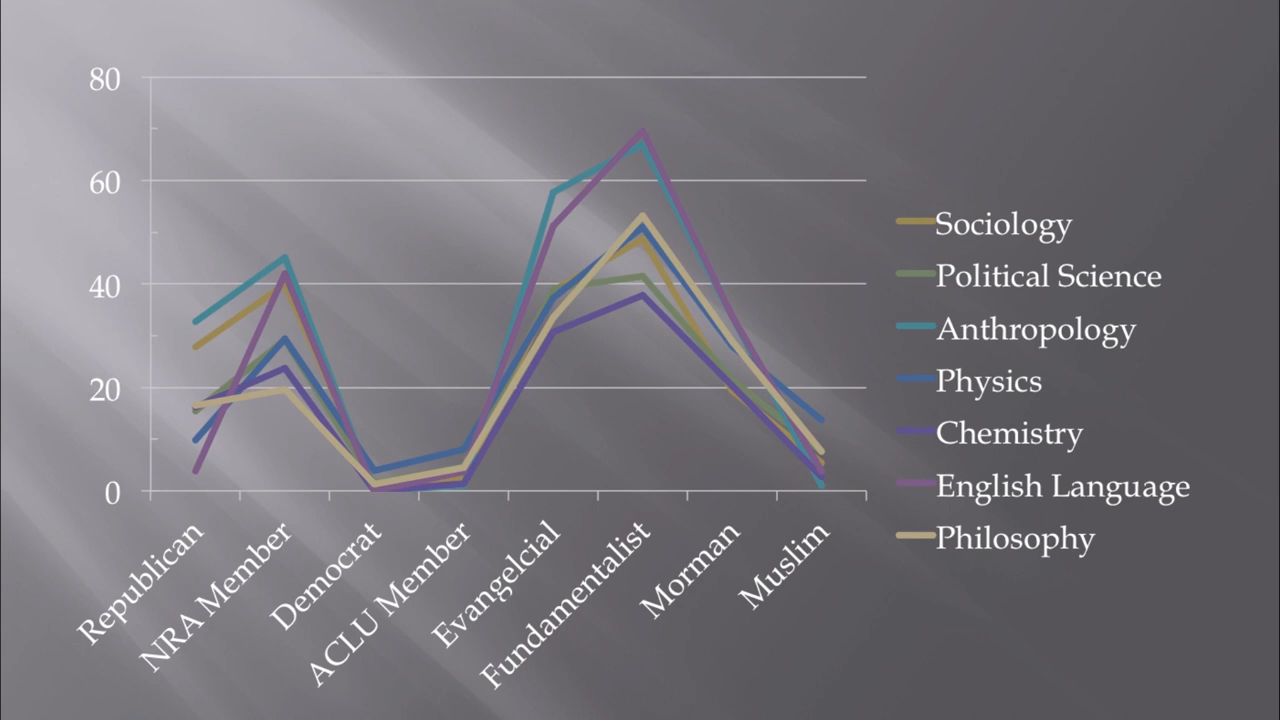 80
60
40
20
0
Republican
NRA Member
Democrat
ACLU Member
Evangelcial
Fundamentalist
Morman
Muslim
Sociology
Political Science
Anthropology
Physics
Chemistry
English Language
Philosophy